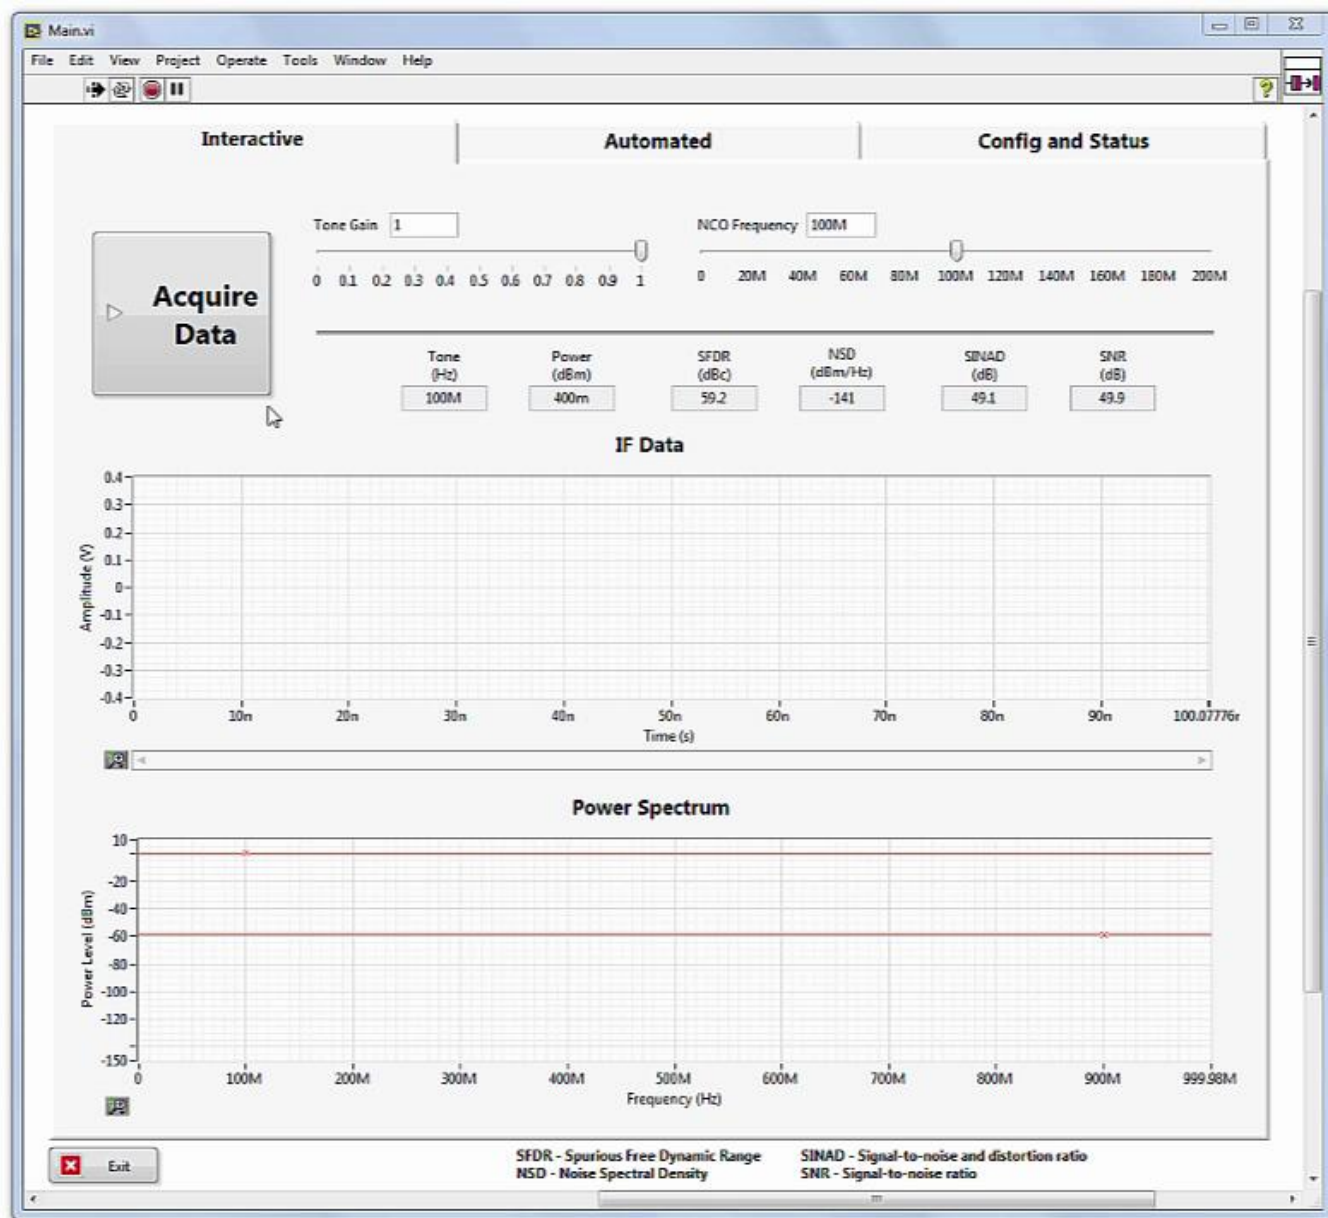 Main.vi
File Edit View Project Operate Tools Window Help
Interactive Automated Config and Status
Tone Gain 1 NCO Frequency 100M
0 0.1 0.2 0.3 0.4 0.5 0.6 0.7 0.8 0.9 1 0 20M 40M 60M 80M 100M 120M 140M 160M 180M 200M
Acquire
Data
Tone Power SFDR NSD SINAD SNR
(Hz) (dBm) (dBc) (dBm/Hz) (dB) (dB)
100M 400m 59.2 -141 49.1 49.9
IF Data
Amplitude (V)
0.4
0.3
0.2
0.1
0
-0.1
-0.2
-0.3
-0.4
0 10n 20n 30n 40n 50n 60n 70n 80n 90n
Time (s)
Power Spectrum
Power Level (dBm)
10
-20
-40
-60
-80
-100
-120
-150
0 100M 200M 300M 400M 500M 600M 700M 800M 900M 999.98M
Frequency (Hz)
Exit
SFDR - Spurious Free Dynamic Range SINAD - Signal-to-noise and distortion ratio
NSD - Noise Spectral Density SNR - Signal-to-noise ratio